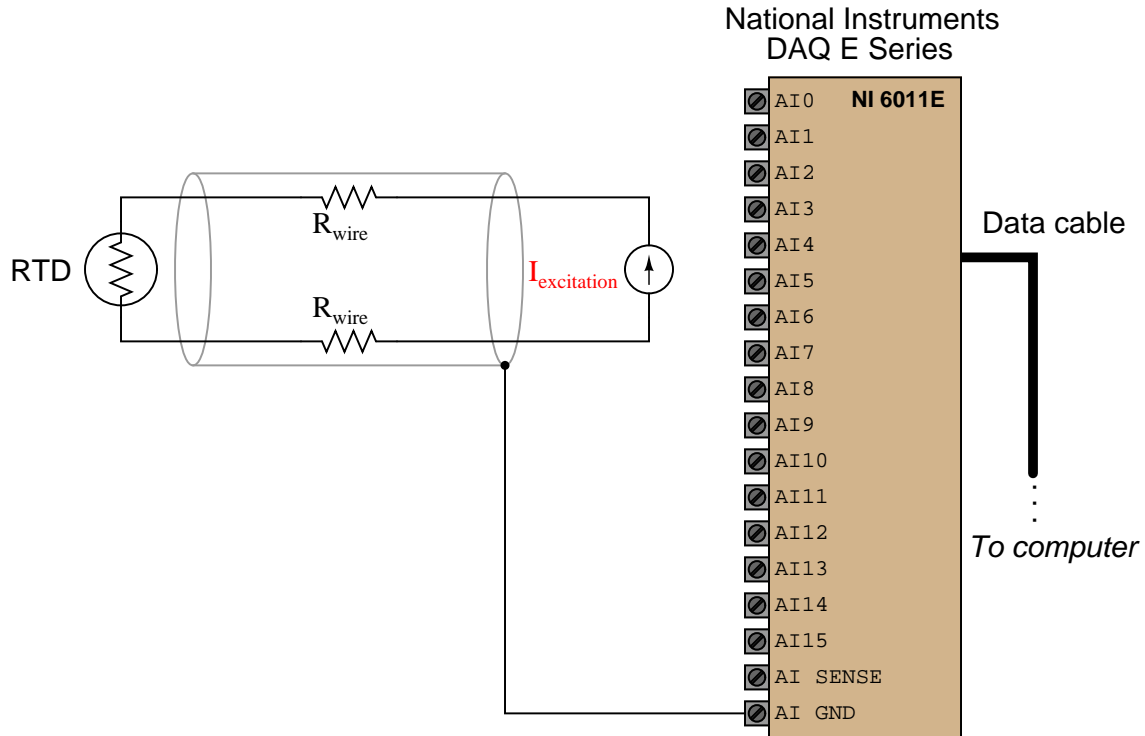 National Instruments
DAQ E Series
NI 6011E
AI0
AI1
AI2
AI3
AI4
AI5
AI6
AI7
AI8
AI9
AI10
AI11
AI12
AI13
AI14
AI15
AI SENSE
AI GND
RTD
Rwire
Rwire
Iexcitation
Data cable
To computer